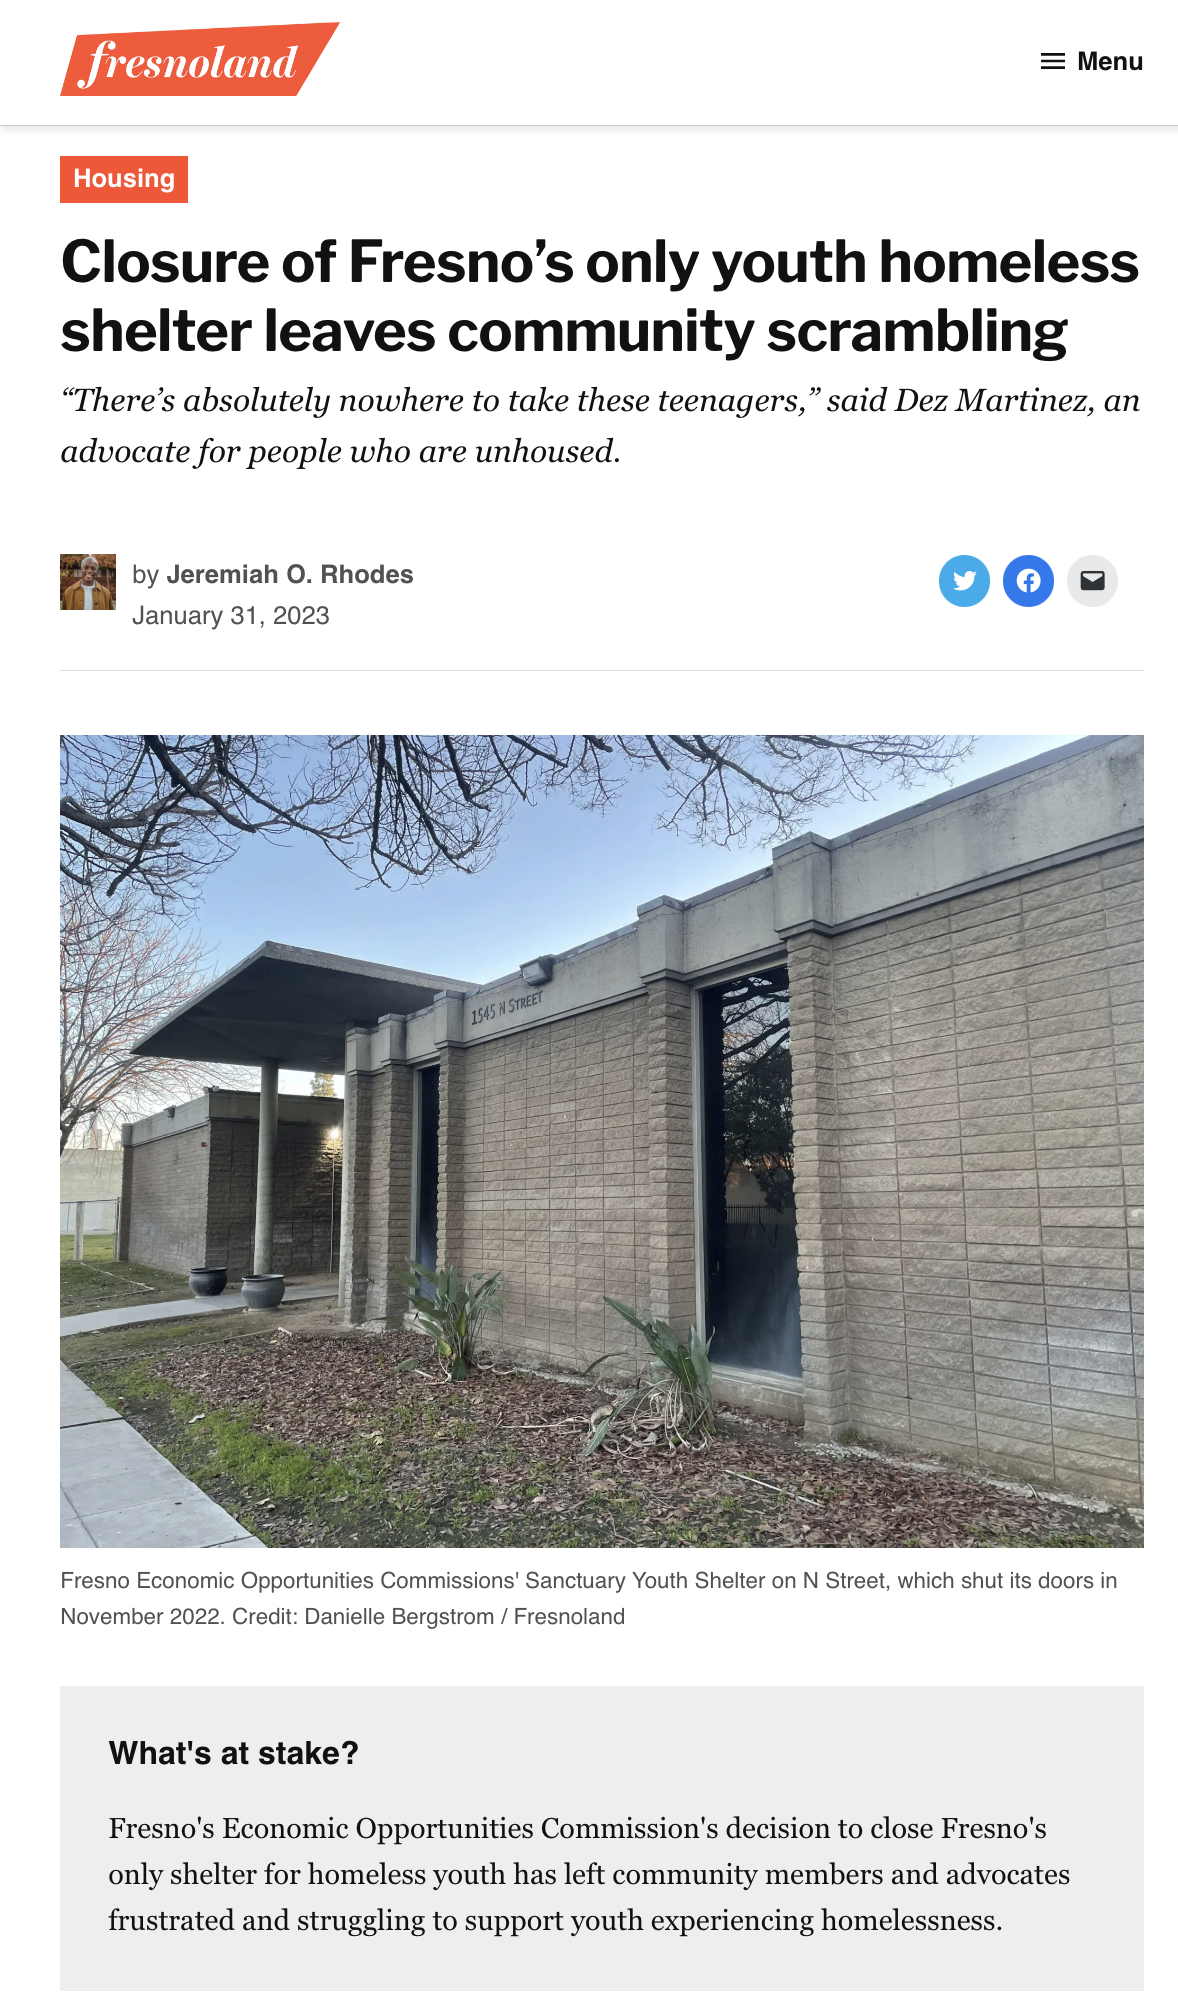 fresnoland
Menu
Housing
Closure of Fresno’s only youth homeless
shelter leaves community scrambling
“There’s absolutely nowhere to take these teenagers,” said Dez Martinez, an
advocate for people who are unhoused.
by Jeremiah O. Rhodes
January 31, 2023
1545 N STREET
Fresno Economic Opportunities Commissions' Sanctuary Youth Shelter on N Street, which shut its doors in
November 2022. Credit: Danielle Bergstrom / Fresnoland
What's at stake?
Fresno's Economic Opportunities Commission's decision to close Fresno's
only shelter for homeless youth has left community members and advocates
frustrated and struggling to support youth experiencing homelessness.